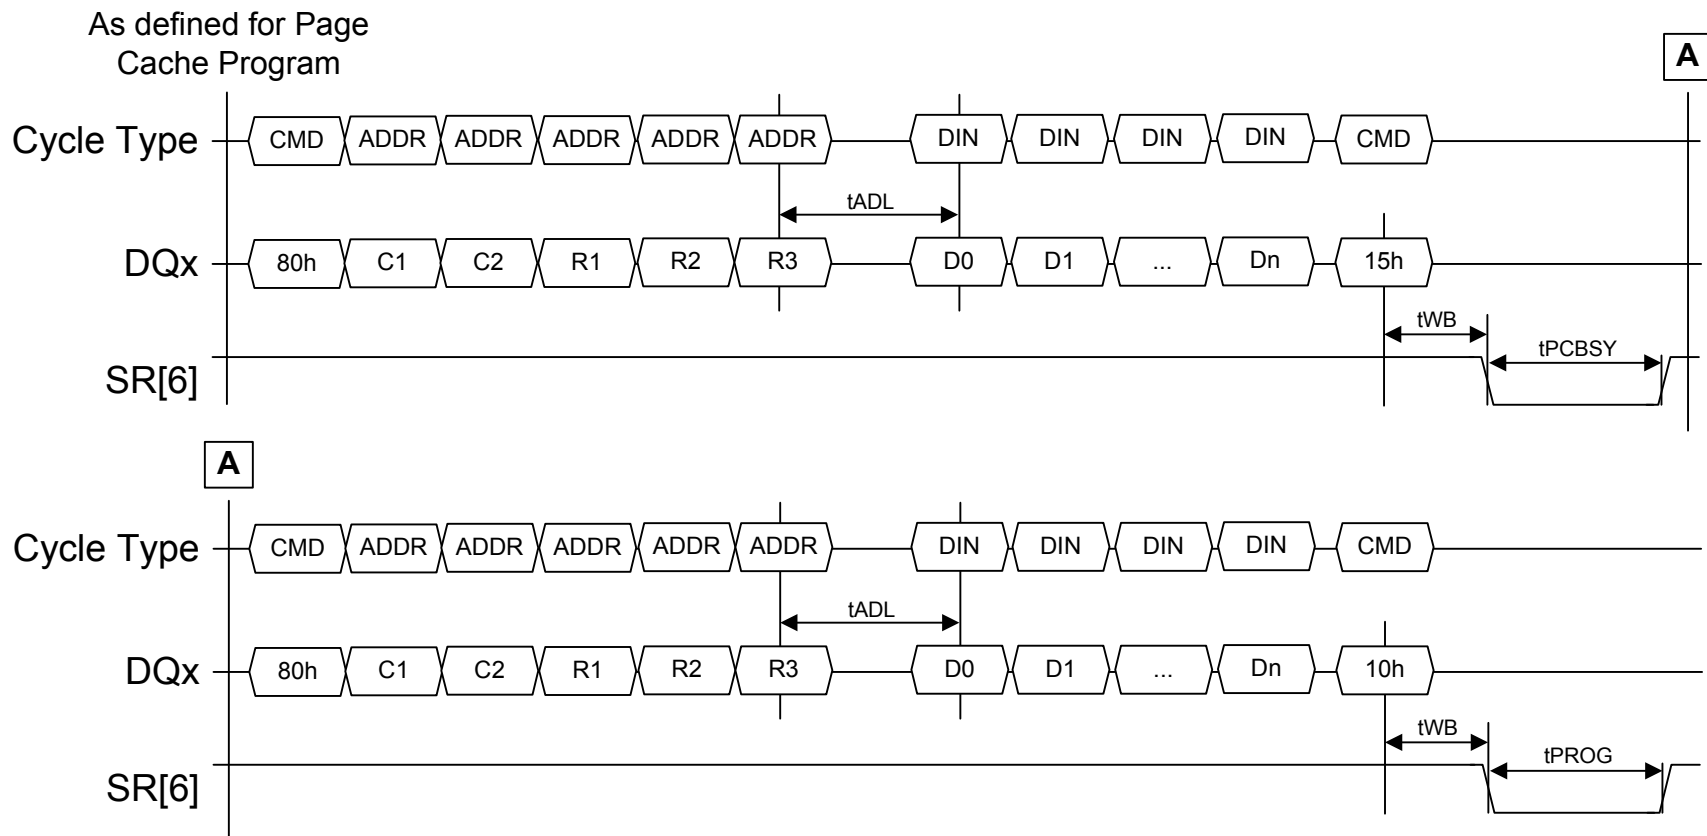 As defined for Page
Cache Program
A
Cycle Type CMD ADDR ADDR ADDR ADDR ADDR DIN DIN DIN DIN CMD
tADL
DQx 80h C1 C2 R1 R2 R3 D0 D1 ... Dn 15h
tWB
tPCBSY
SR[6]
A
Cycle Type CMD ADDR ADDR ADDR ADDR ADDR DIN DIN DIN DIN CMD
tADL
DQx 80h C1 C2 R1 R2 R3 D0 D1 ... Dn 10h
tWB
tPROG
SR[6]